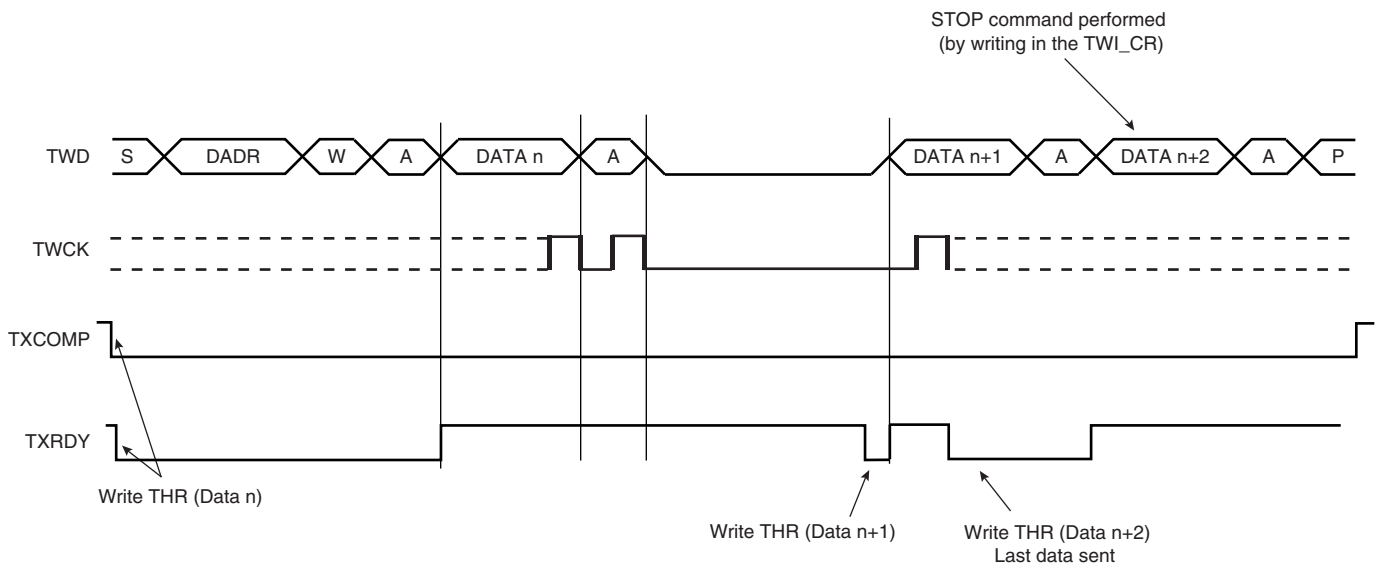 STOP command performed
(by writing in the TWI_CR)
TWD S DADR W A DATA n A DATA n+1 A DATA n+2 A P
TWCK
TXCOMP
TXRDY
Write THR (Data n)
Write THR (Data n+1)
Write THR (Data n+2)
Last data sent